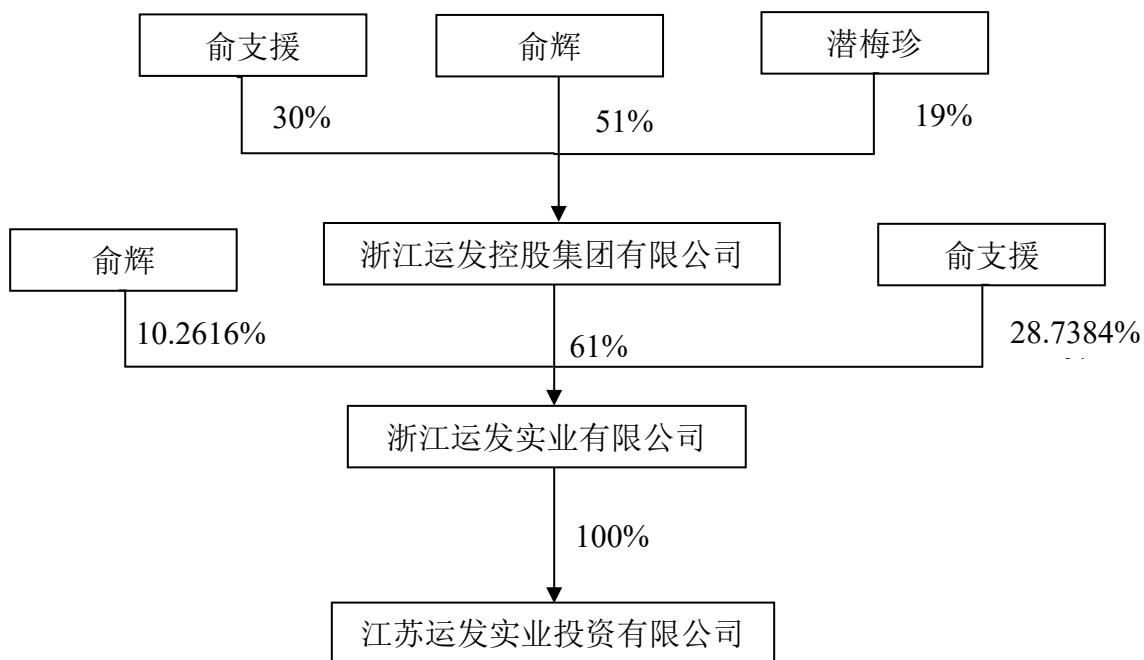 俞支援
俞辉
潜梅珍
30%
51%
19%
俞辉
浙江运发控股集团有限公司
俞支援
10.2616%
61%
28.7384%
浙江运发实业有限公司
100%
江苏运发实业投资有限公司